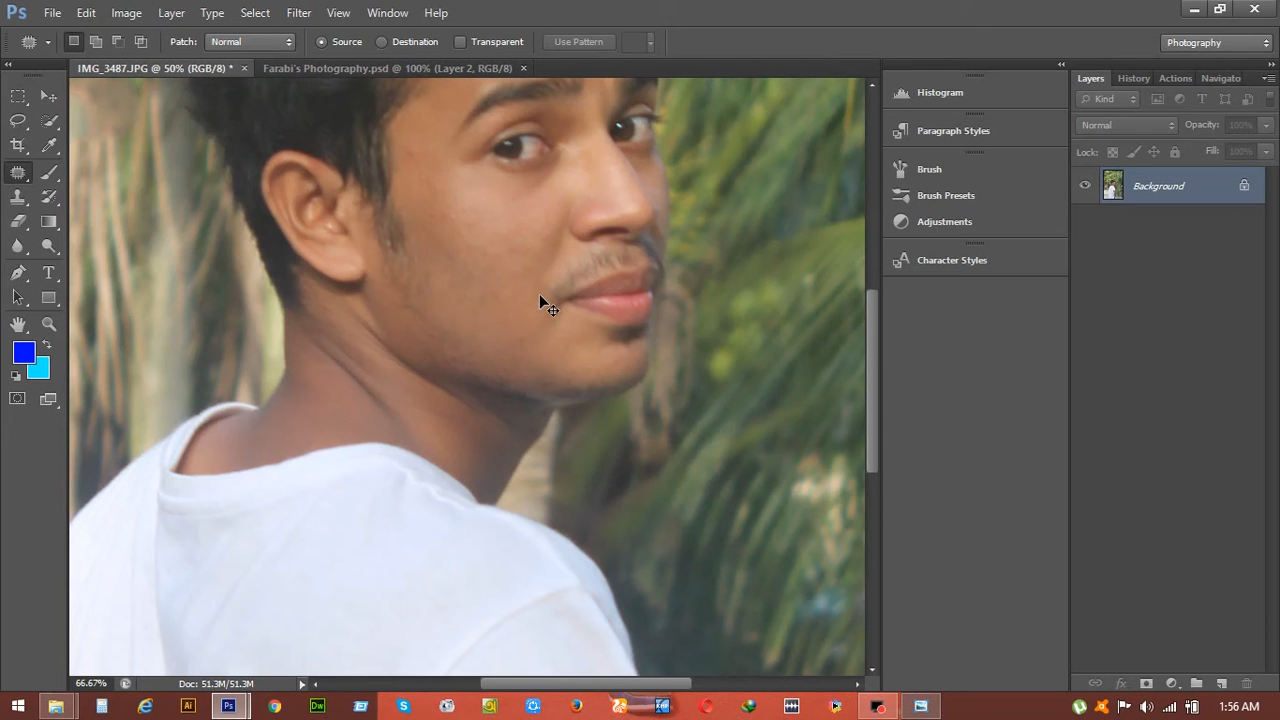 Ps File Edit Image Layer Type Select Filter View Window Help
Patch: Normal Source Destination Transparent Use Pattern Photography
IMG_3487.JPG @ 50% (RGB/8) * × Farabi's Photography.psd @ 100% (Layer 2, RGB/8) ×
Histogram
Paragraph Styles
Brush
Brush Presets
Adjustments
Character Styles
Layers History Actions Navigato
Kind
Normal Opacity: 100%
Lock: Fill: 100%
Background
66.67% Doc: 51.3M/51.3M
Ai Ps Dw
1:56 AM